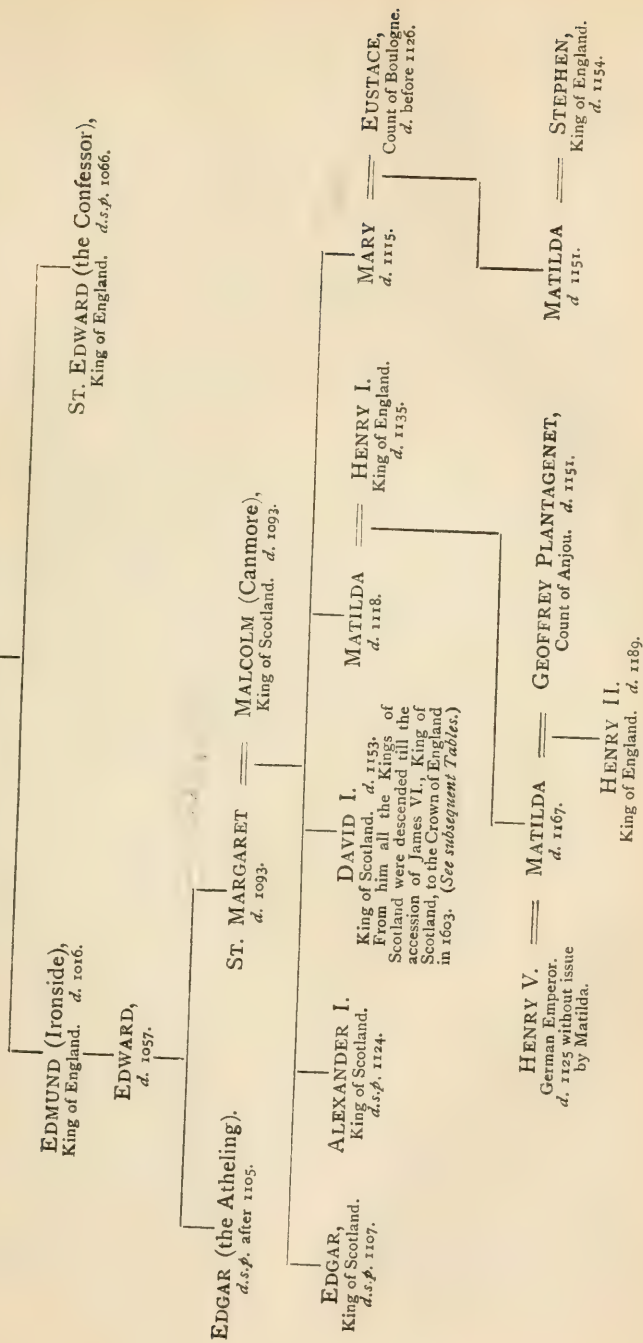 EDMUND (Ironside),
King of England. d. 1016.
ST. EDWARD (the Confessor),
King of England. d.s.p. 1066.
EDWARD,
d. 1057.
EDGAR (the Atheling).
d.s.p. after 1105.
ST. MARGARET
d. 1093.
MALCOLM (Canmore),
King of Scotland. d. 1093.
EDGAR,
King of Scotland.
d.s.p. 1107.
ALEXANDER I.
King of Scotland.
d.s.p. 1124.
DAVID I.
King of Scotland. d. 1153.
From him all the Kings of
Scotland were descended till the
accession of James VI., King of
Scotland, to the Crown of England
in 1603. (See subsequent Tables.)
MATILDA
d. 1118.
HENRY I.
King of England.
d. 1135.
MARY
d. 1115.
EUSTACE,
Count of Boulogne.
d. before 1126.
HENRY V.
German Emperor.
d. 1125 without issue
by Matilda.
MATILDA
d. 1167.
GEOFFREY PLANTAGENET,
Count of Anjou. d. 1151.
MATILDA
d 1151.
STEPHEN,
King of England.
d. 1154.
HENRY II.
King of England. d. 1189.